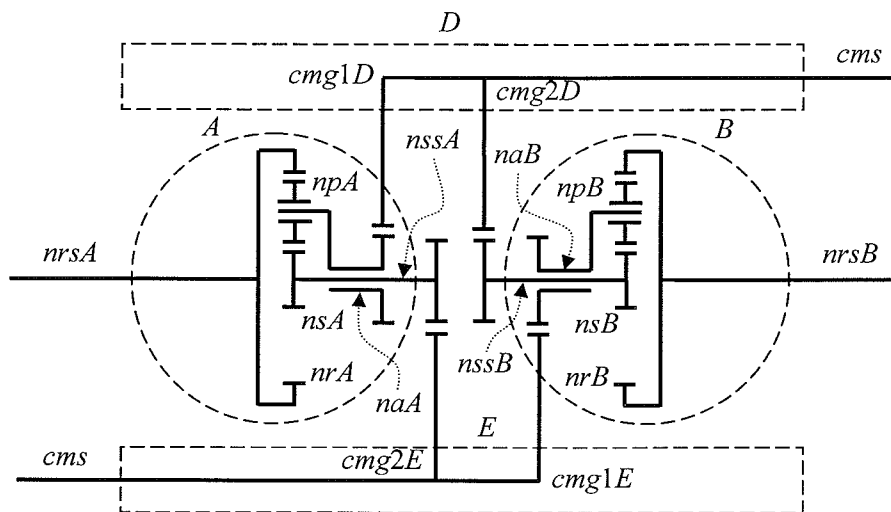 D
cms
cmg1D
cmg2D
A
nssA
naB
B
npA
npB
nrsA
nrsB
nsA
nsB
nssB
nrA
nrB
naA
E
cms
cmg2E
cmg1E